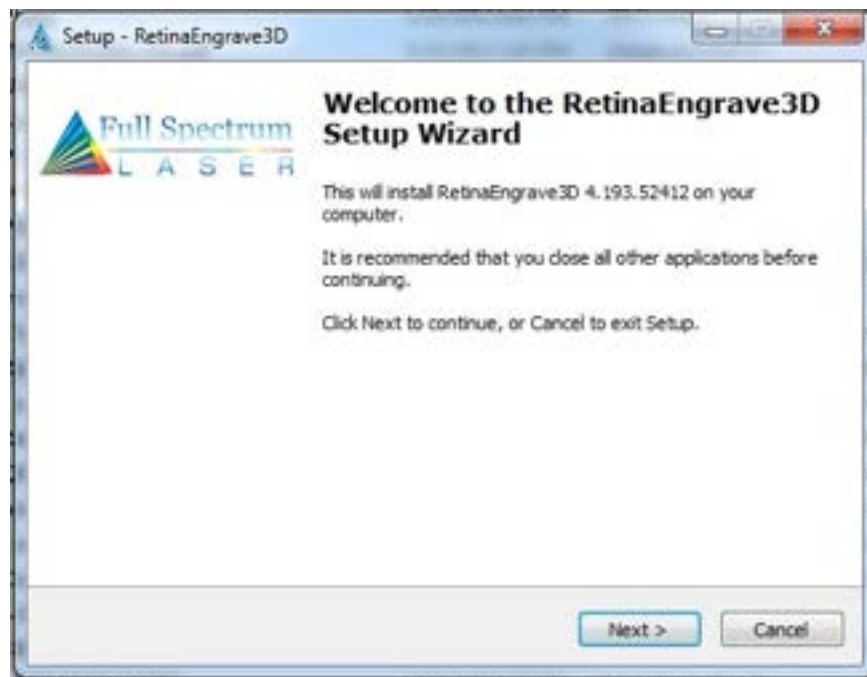 Setup - RetinaEngrave3D
Full Spectrum
LASER
Welcome to the RetinaEngrave3D
Setup Wizard
This will install RetinaEngrave3D 4.193.52412 on your
computer.
It is recommended that you close all other applications before
continuing.
Click Next to continue, or Cancel to exit Setup.
Next >
Cancel